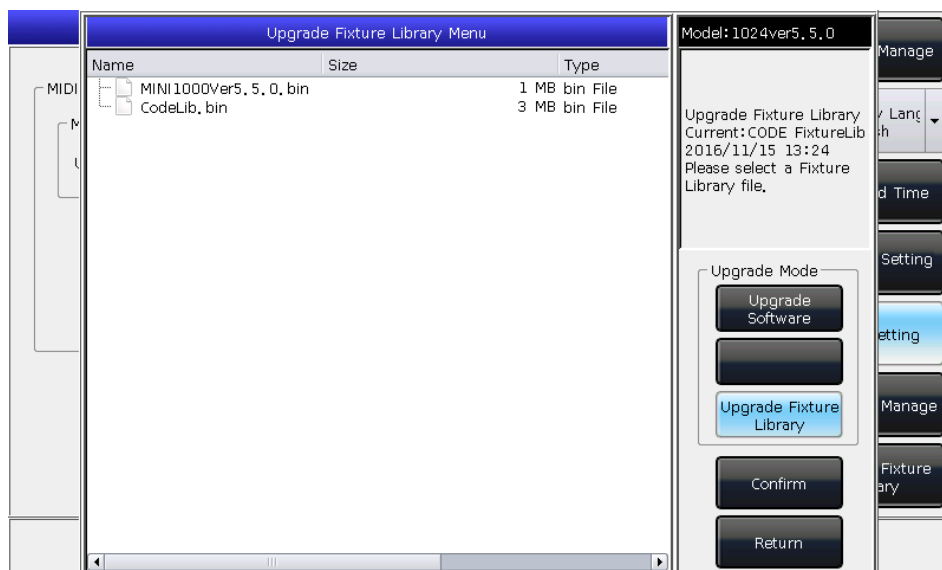 Upgrade Fixture Library Menu
Model:1024ver5.5.0
Name Size Type
MINI1000Ver5.5.0.bin 1 MB bin File
CodeLib.bin 3 MB bin File
Upgrade Fixture Library
Current:CODE FixtureLib
2016/11/15 13:24
Please select a Fixture
Library file.
Upgrade Mode
Upgrade
Software
Upgrade Fixture
Library
Confirm
Return
MIDI
Manage
Lang
d Time
Setting
etting
Manage
Fixture
ary